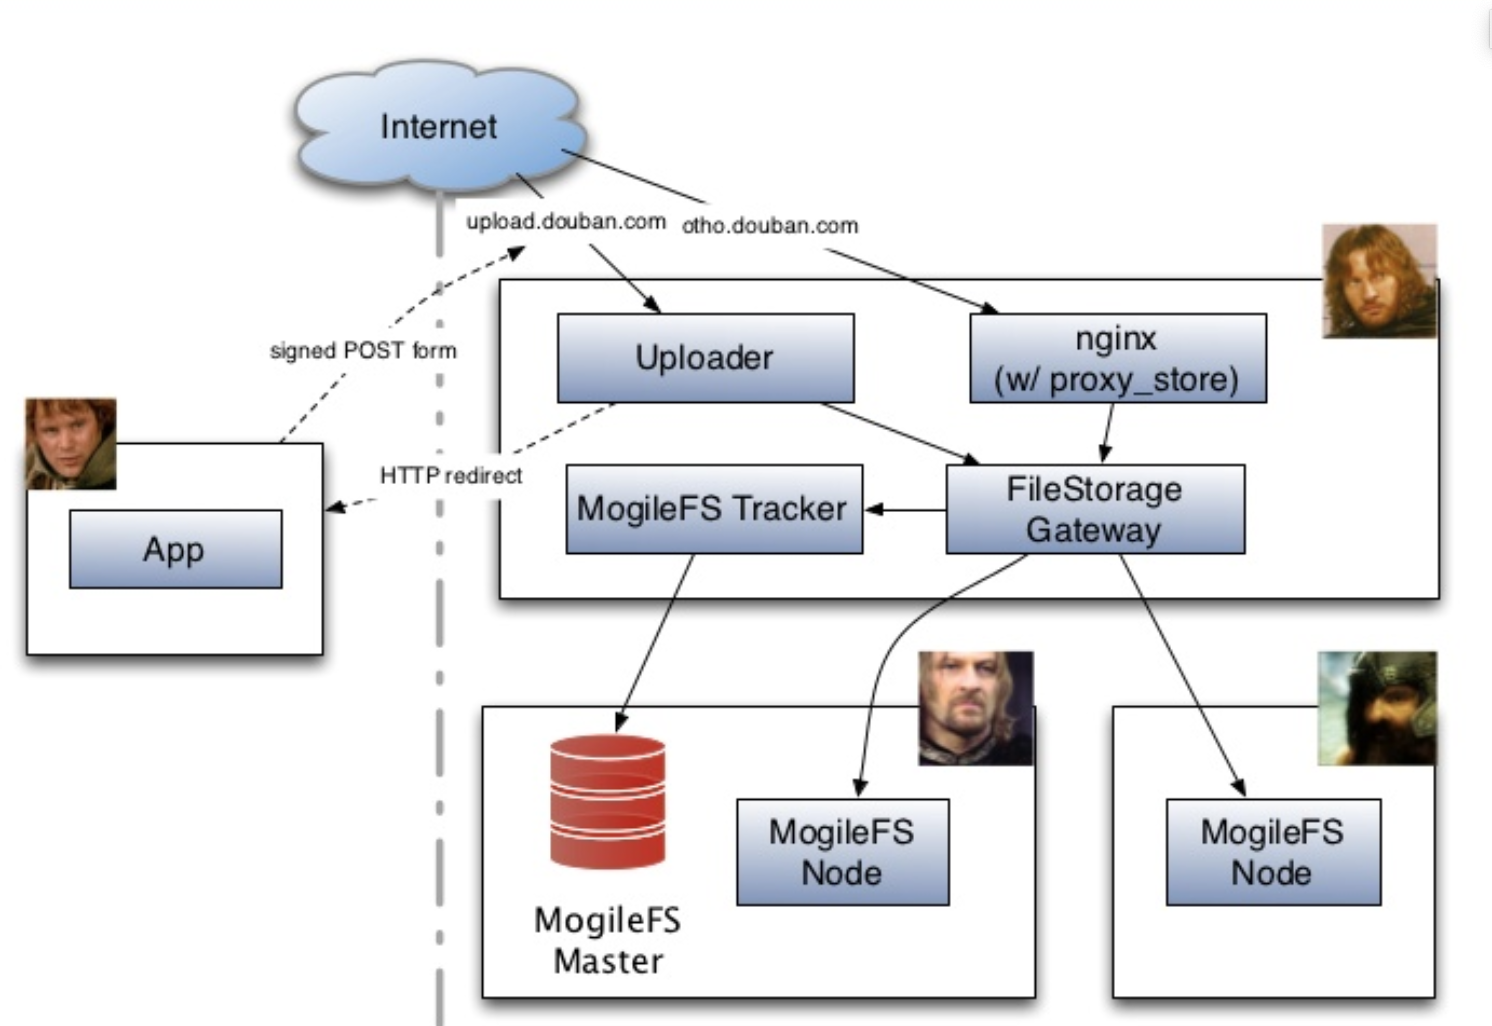 Internet
upload.douban.com
otho.douban.com
signed POST form
Uploader
nginx
(w/ proxy_store)
HTTP redirect
App
MogileFS Tracker
FileStorage
Gateway
MogileFS
Node
MogileFS
Node
MogileFS
Master